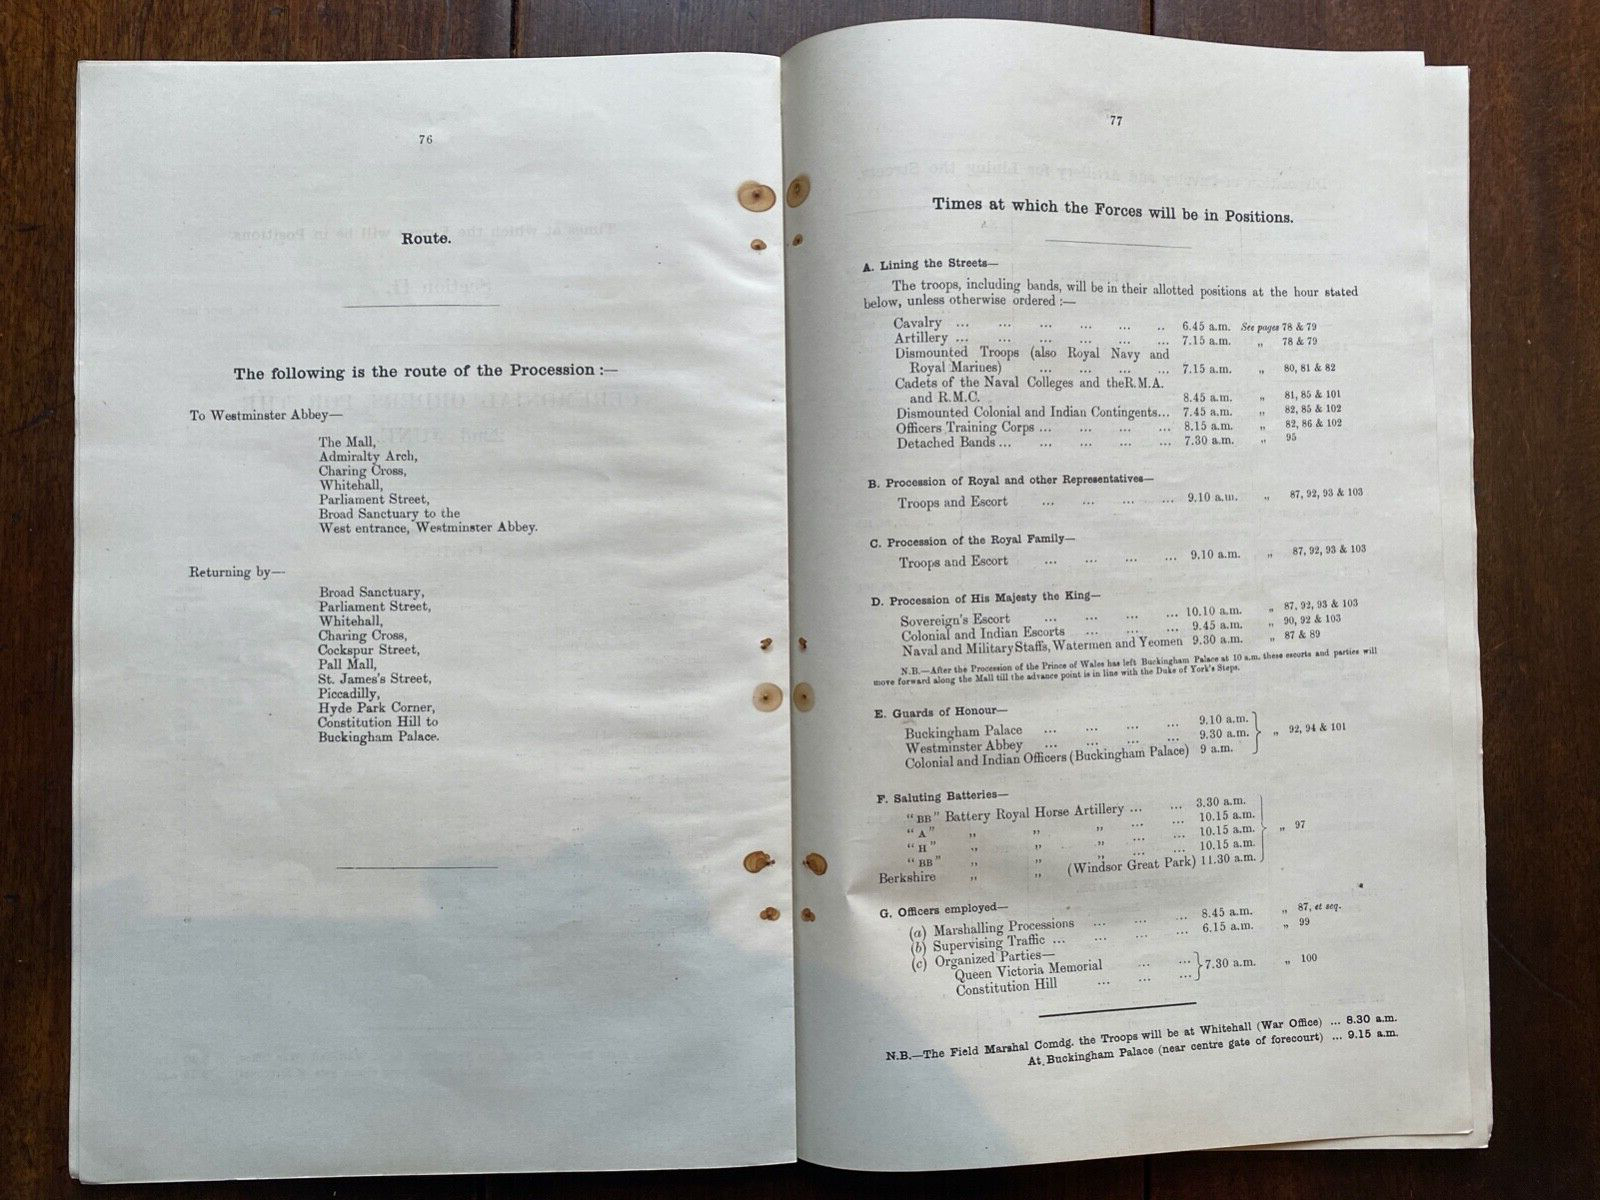 76
Route.
The following is the route of the Procession :—
To Westminster Abbey—
The Mall,
Admiralty Arch,
Charing Cross,
Whitehall,
Parliament Street,
Broad Sanctuary to the
West entrance, Westminster Abbey.
Returning by—
Broad Sanctuary,
Parliament Street,
Whitehall,
Charing Cross,
Cockspur Street,
Pall Mall,
St. James's Street,
Piccadilly,
Hyde Park Corner,
Constitution Hill to
Buckingham Palace.
77
Times at which the Forces will be in Positions.
A. Lining the Streets—
The troops, including bands, will be in their allotted positions at the hour stated
below, unless otherwise ordered :—
Cavalry ... ... ... ... ... .. 6.45 a.m. See pages 78 & 79
Artillery ... ... ... ... ... ... 7.15 a.m. „ 78 & 79
Dismounted Troops (also Royal Navy and
Royal Marines) ... ... ... ... 7.15 a.m. „ 80, 81 & 82
Cadets of the Naval Colleges and the R.M.A.
and R.M.C. 8.45 a.m. „ 81, 85 & 101
Dismounted Colonial and Indian Contingents... 7.45 a.m. „ 82, 85 & 102
Officers Training Corps ... ... ... ... 8.15 a.m. „ 82, 86 & 102
Detached Bands ... ... ... ... ... 7.30 a.m. „ 95
B. Procession of Royal and other Representatives—
Troops and Escort ... ... ... ... 9.10 a.m. „ 87, 92, 93 & 103
C. Procession of the Royal Family—
Troops and Escort ... ... ... ... 9.10 a.m. „ 87, 92, 93 & 103
D. Procession of His Majesty the King—
Sovereign's Escort ... ... ... ... 10.10 a.m. „ 87, 92, 93 & 103
Colonial and Indian Escorts ... ... ... 9.45 a.m. „ 90, 92 & 103
Naval and Military Staffs, Watermen and Yeomen 9.30 a.m. „ 87 & 89
N.B.—After the Procession of the Prince of Wales has left Buckingham Palace at 10 a.m. these escorts and parties will
move forward along the Mall till the advance point is in line with the Duke of York's Steps.
E. Guards of Honour—
Buckingham Palace ... ... ... ... 9.10 a.m.
Westminster Abbey ... ... ... ... 9.30 a.m. } „ 92, 94 & 101
Colonial and Indian Officers (Buckingham Palace) 9 a.m.
F. Saluting Batteries—
"BB" Battery Royal Horse Artillery ... ... 3.30 a.m.
"A" „ „ „ ... ... 10.15 a.m.
"H" „ „ „ ... ... 10.15 a.m. } „ 97
"BB" „ „ „ ... ... 10.15 a.m.
Berkshire „ „ (Windsor Great Park) 11.30 a.m.
G. Officers employed—
(a) Marshalling Processions ... ... ... 8.45 a.m. „ 87, et seq.
(b) Supervising Traffic ... ... ... ... 6.15 a.m. „ 99
(c) Organized Parties—
Queen Victoria Memorial ... ... } 7.30 a.m. „ 100
Constitution Hill ... ... ...
N.B.—The Field Marshal Comdg. the Troops will be at Whitehall (War Office) ... 8.30 a.m.
At Buckingham Palace (near centre gate of forecourt) ... 9.15 a.m.